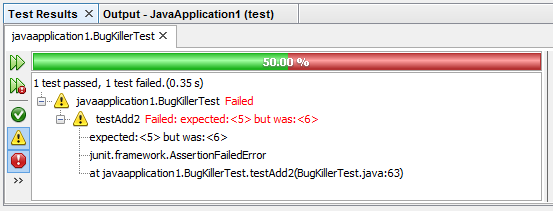 Test Results Output - JavaApplication1 (test)
javaapplication1.BugKillerTest
50.00 %
1 test passed, 1 test failed.(0.35 s)
javaapplication1.BugKillerTest Failed
testAdd2 Failed: expected:<5> but was:<6>
expected:<5> but was:<6>
junit.framework.AssertionFailedError
at javaapplication1.BugKillerTest.testAdd2(BugKillerTest.java:63)